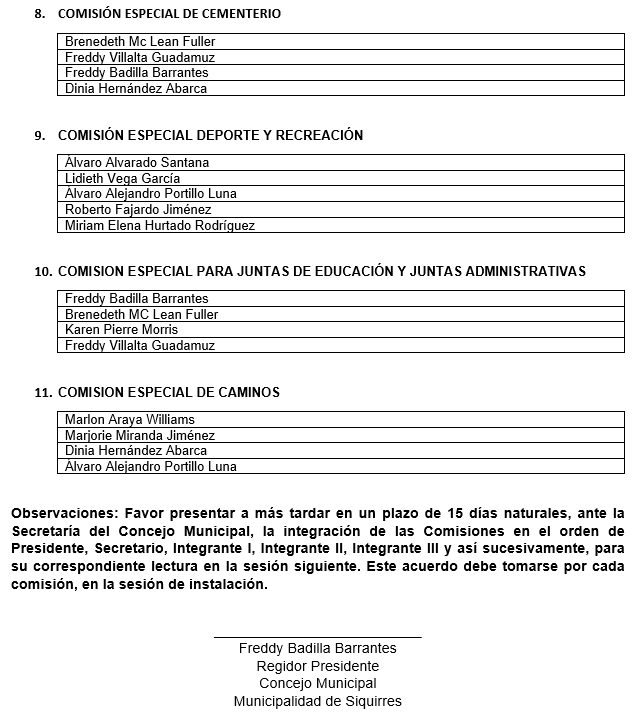 8. COMISIÓN ESPECIAL DE CEMENTERIO
Brenedeth Mc Lean Fuller
Freddy Villalta Guadamuz
Freddy Badilla Barrantes
Dinia Hernández Abarca
9. COMISIÓN ESPECIAL DEPORTE Y RECREACIÓN
Álvaro Alvarado Santana
Lidieth Vega García
Álvaro Alejandro Portillo Luna
Roberto Fajardo Jiménez
Miriam Elena Hurtado Rodríguez
10. COMISION ESPECIAL PARA JUNTAS DE EDUCACIÓN Y JUNTAS ADMINISTRATIVAS
Freddy Badilla Barrantes
Brenedeth MC Lean Fuller
Karen Pierre Morris
Freddy Villalta Guadamuz
11. COMISION ESPECIAL DE CAMINOS
Marlon Araya Williams
Marjorie Miranda Jiménez
Dinia Hernández Abarca
Álvaro Alejandro Portillo Luna
Observaciones: Favor presentar a más tardar en un plazo de 15 días naturales, ante la
Secretaría del Concejo Municipal, la integración de las Comisiones en el orden de
Presidente, Secretario, Integrante I, Integrante II, Integrante III y así sucesivamente, para
su correspondiente lectura en la sesión siguiente. Este acuerdo debe tomarse por cada
comisión, en la sesión de instalación.
Freddy Badilla Barrantes
Regidor Presidente
Concejo Municipal
Municipalidad de Siquirres